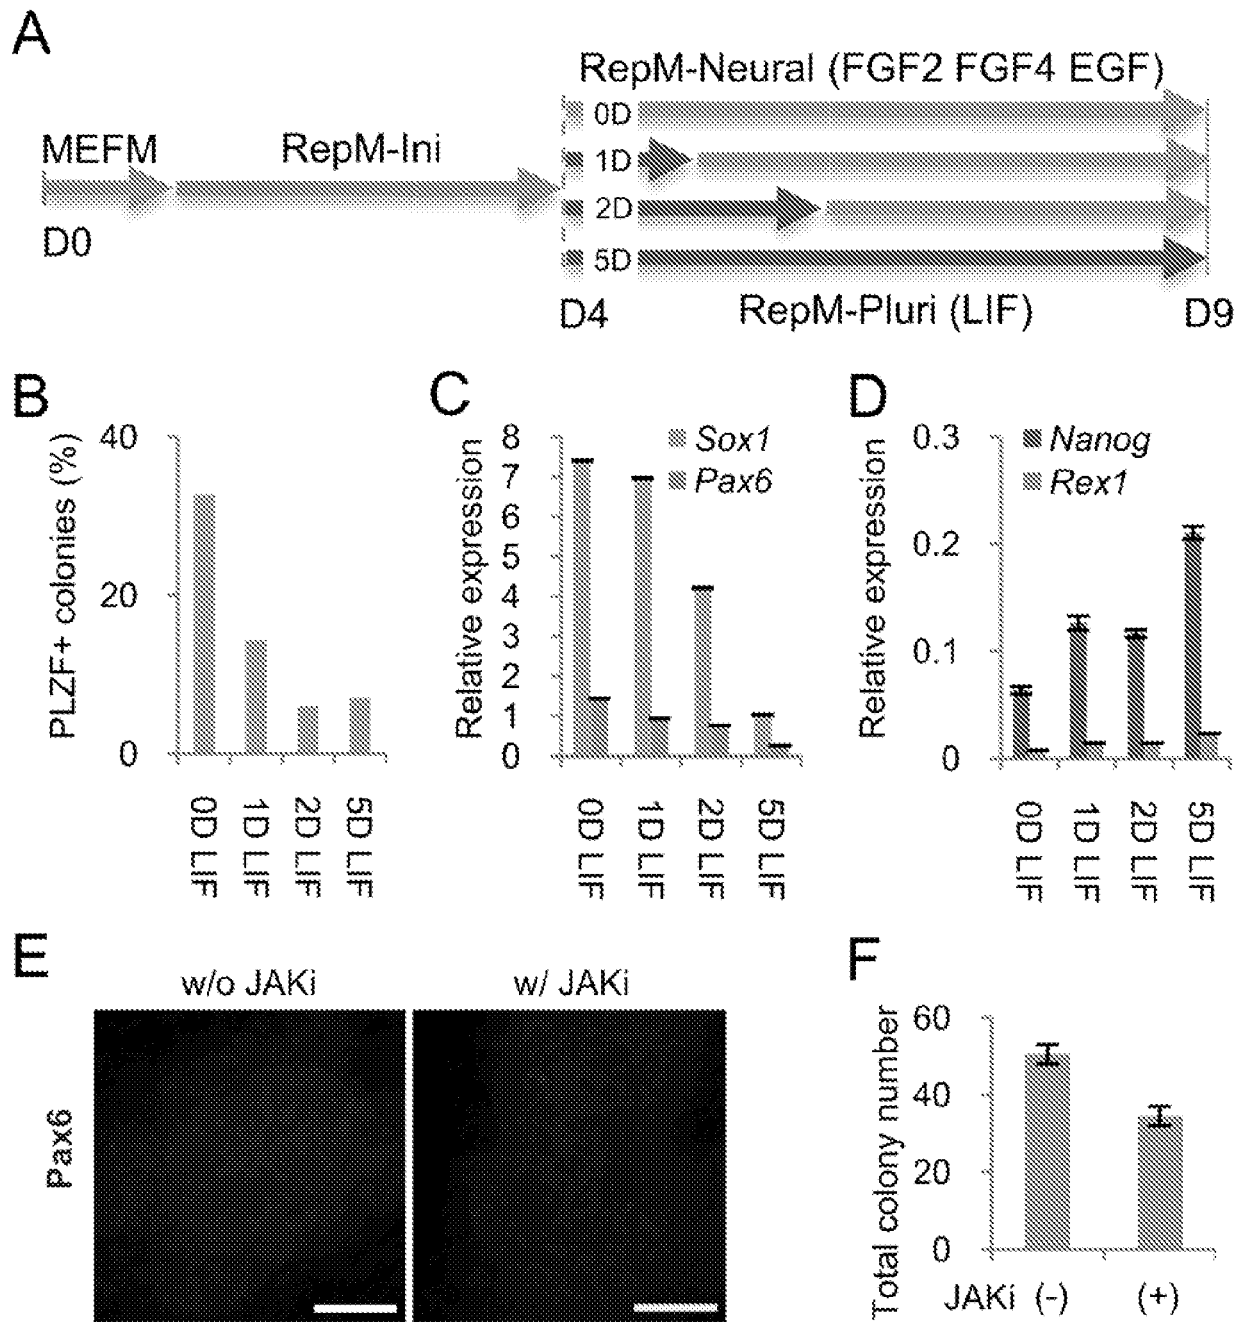 A
RepM-Neural (FGF2 FGF4 EGF)
0D
MEFM
RepM-Ini
1D
2D
D0
5D
D4
RepM-Pluri (LIF)
D9
B
PLZF+ colonies (%)
40
20
0
0D LIF
1D LIF
2D LIF
5D LIF
C
Relative expression
8
7
6
5
4
3
2
1
0
Sox1
Pax6
0D LIF
1D LIF
2D LIF
5D LIF
D
Relative expression
0.3
0.2
0.1
0
Nanog
Rex1
0D LIF
1D LIF
2D LIF
5D LIF
E
w/o JAKi
w/ JAKi
Pax6
F
Total colony number
60
40
20
0
JAKi (-) (+)